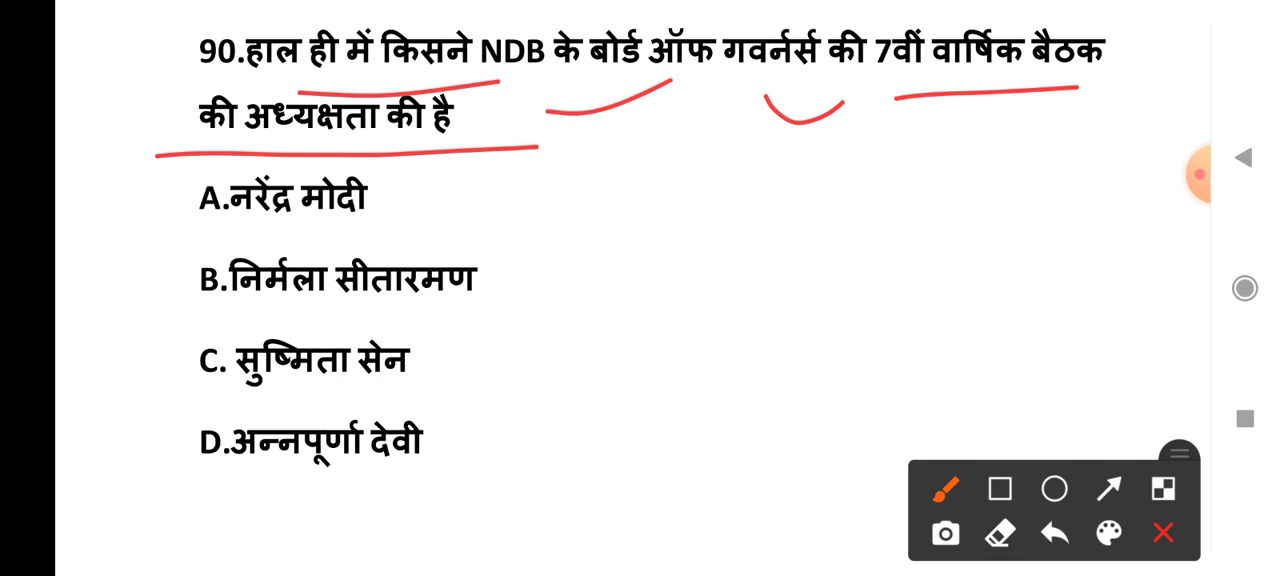 90.हाल ही में किसने NDB के बोर्ड ऑफ गवर्नर्स की 7वीं वार्षिक बैठक
की अध्यक्षता की है
A.नरेंद्र मोदी
B.निर्मला सीतारमण
C. सुष्मिता सेन
D.अन्नपूर्णा देवी